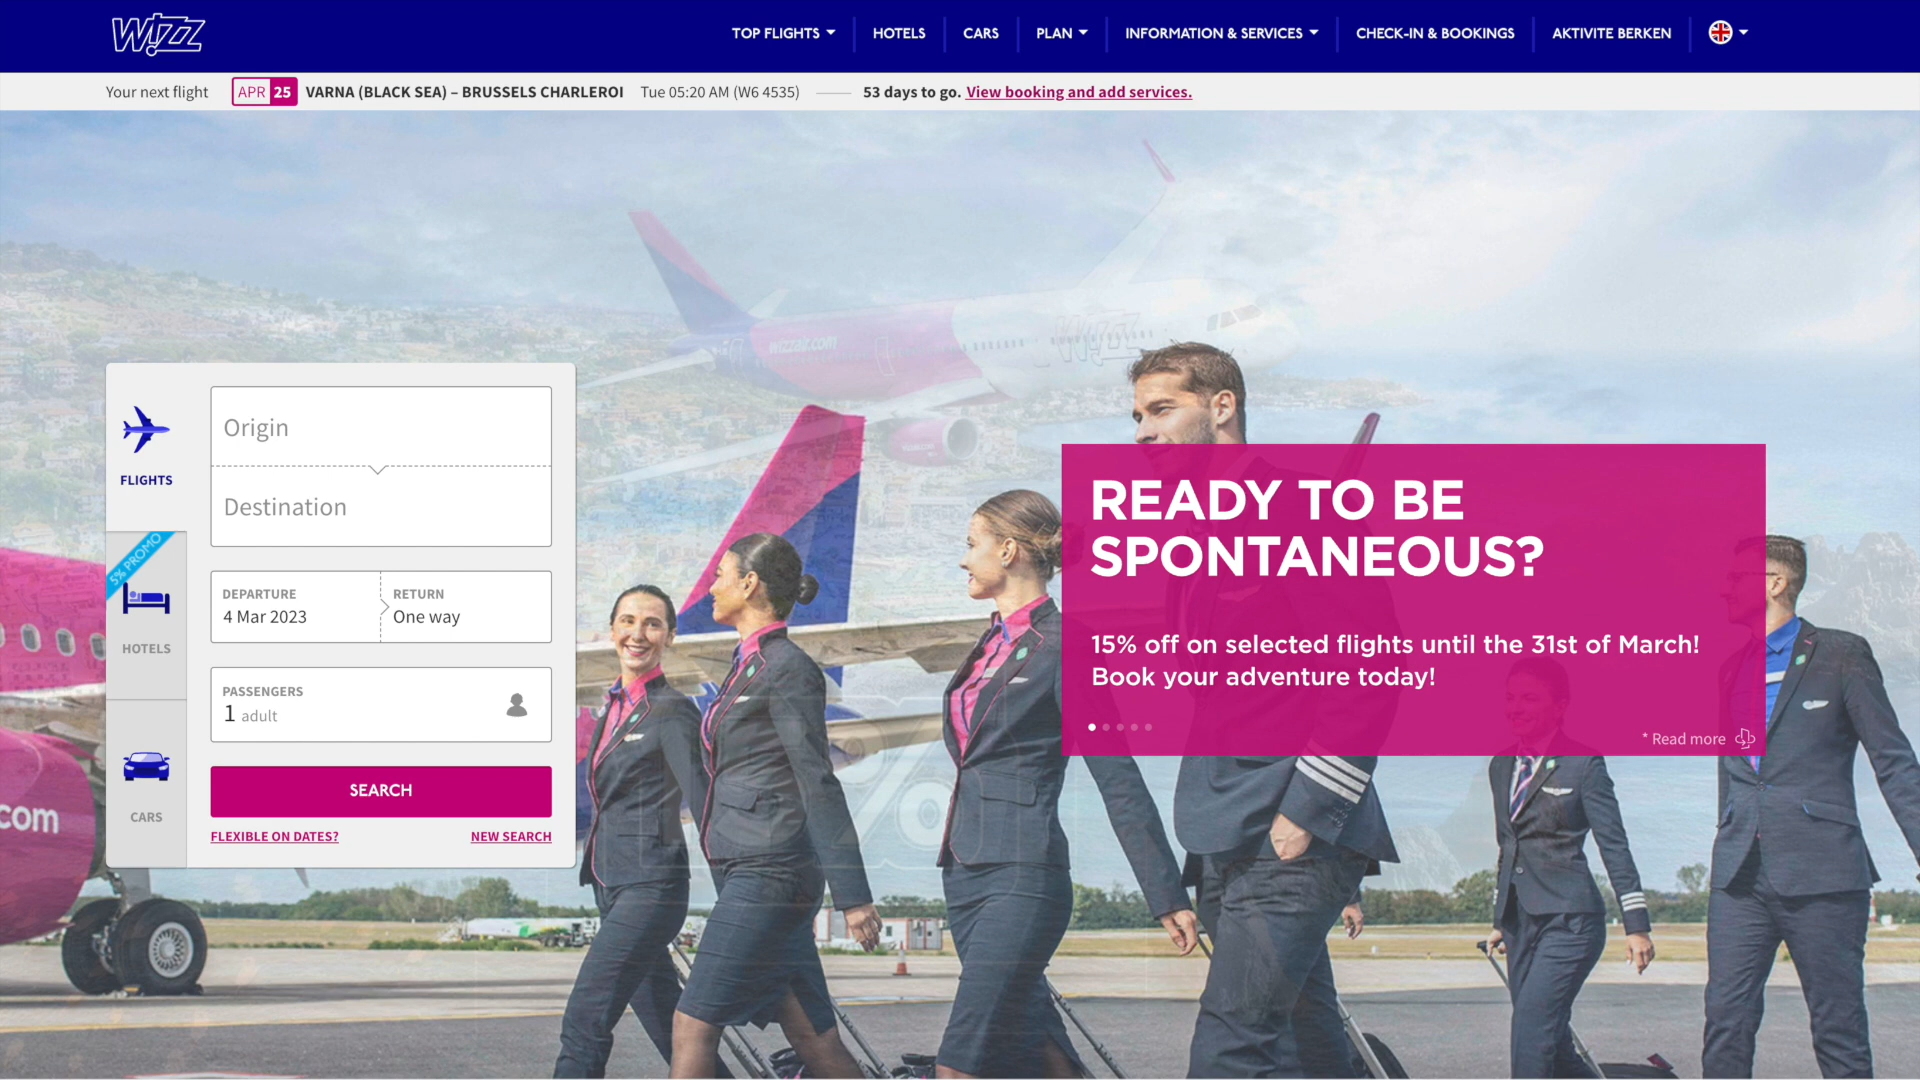 WIZZ
TOP FLIGHTS
HOTELS
CARS
PLAN
INFORMATION & SERVICES
CHECK-IN & BOOKINGS
AKTIVITE BERKEN
Your next flight APR 25 VARNA (BLACK SEA) – BRUSSELS CHARLEROI Tue 05:20 AM (W6 4535) 53 days to go. View booking and add services.
wizzair.com
WIZZ
FLIGHTS
Origin
Destination
5% PROMO
HOTELS
DEPARTURE
4 Mar 2023
RETURN
One way
PASSENGERS
1 adult
CARS
SEARCH
FLEXIBLE ON DATES?
NEW SEARCH
.com
READY TO BE
SPONTANEOUS?
15% off on selected flights until the 31st of March!
Book your adventure today!
* Read more